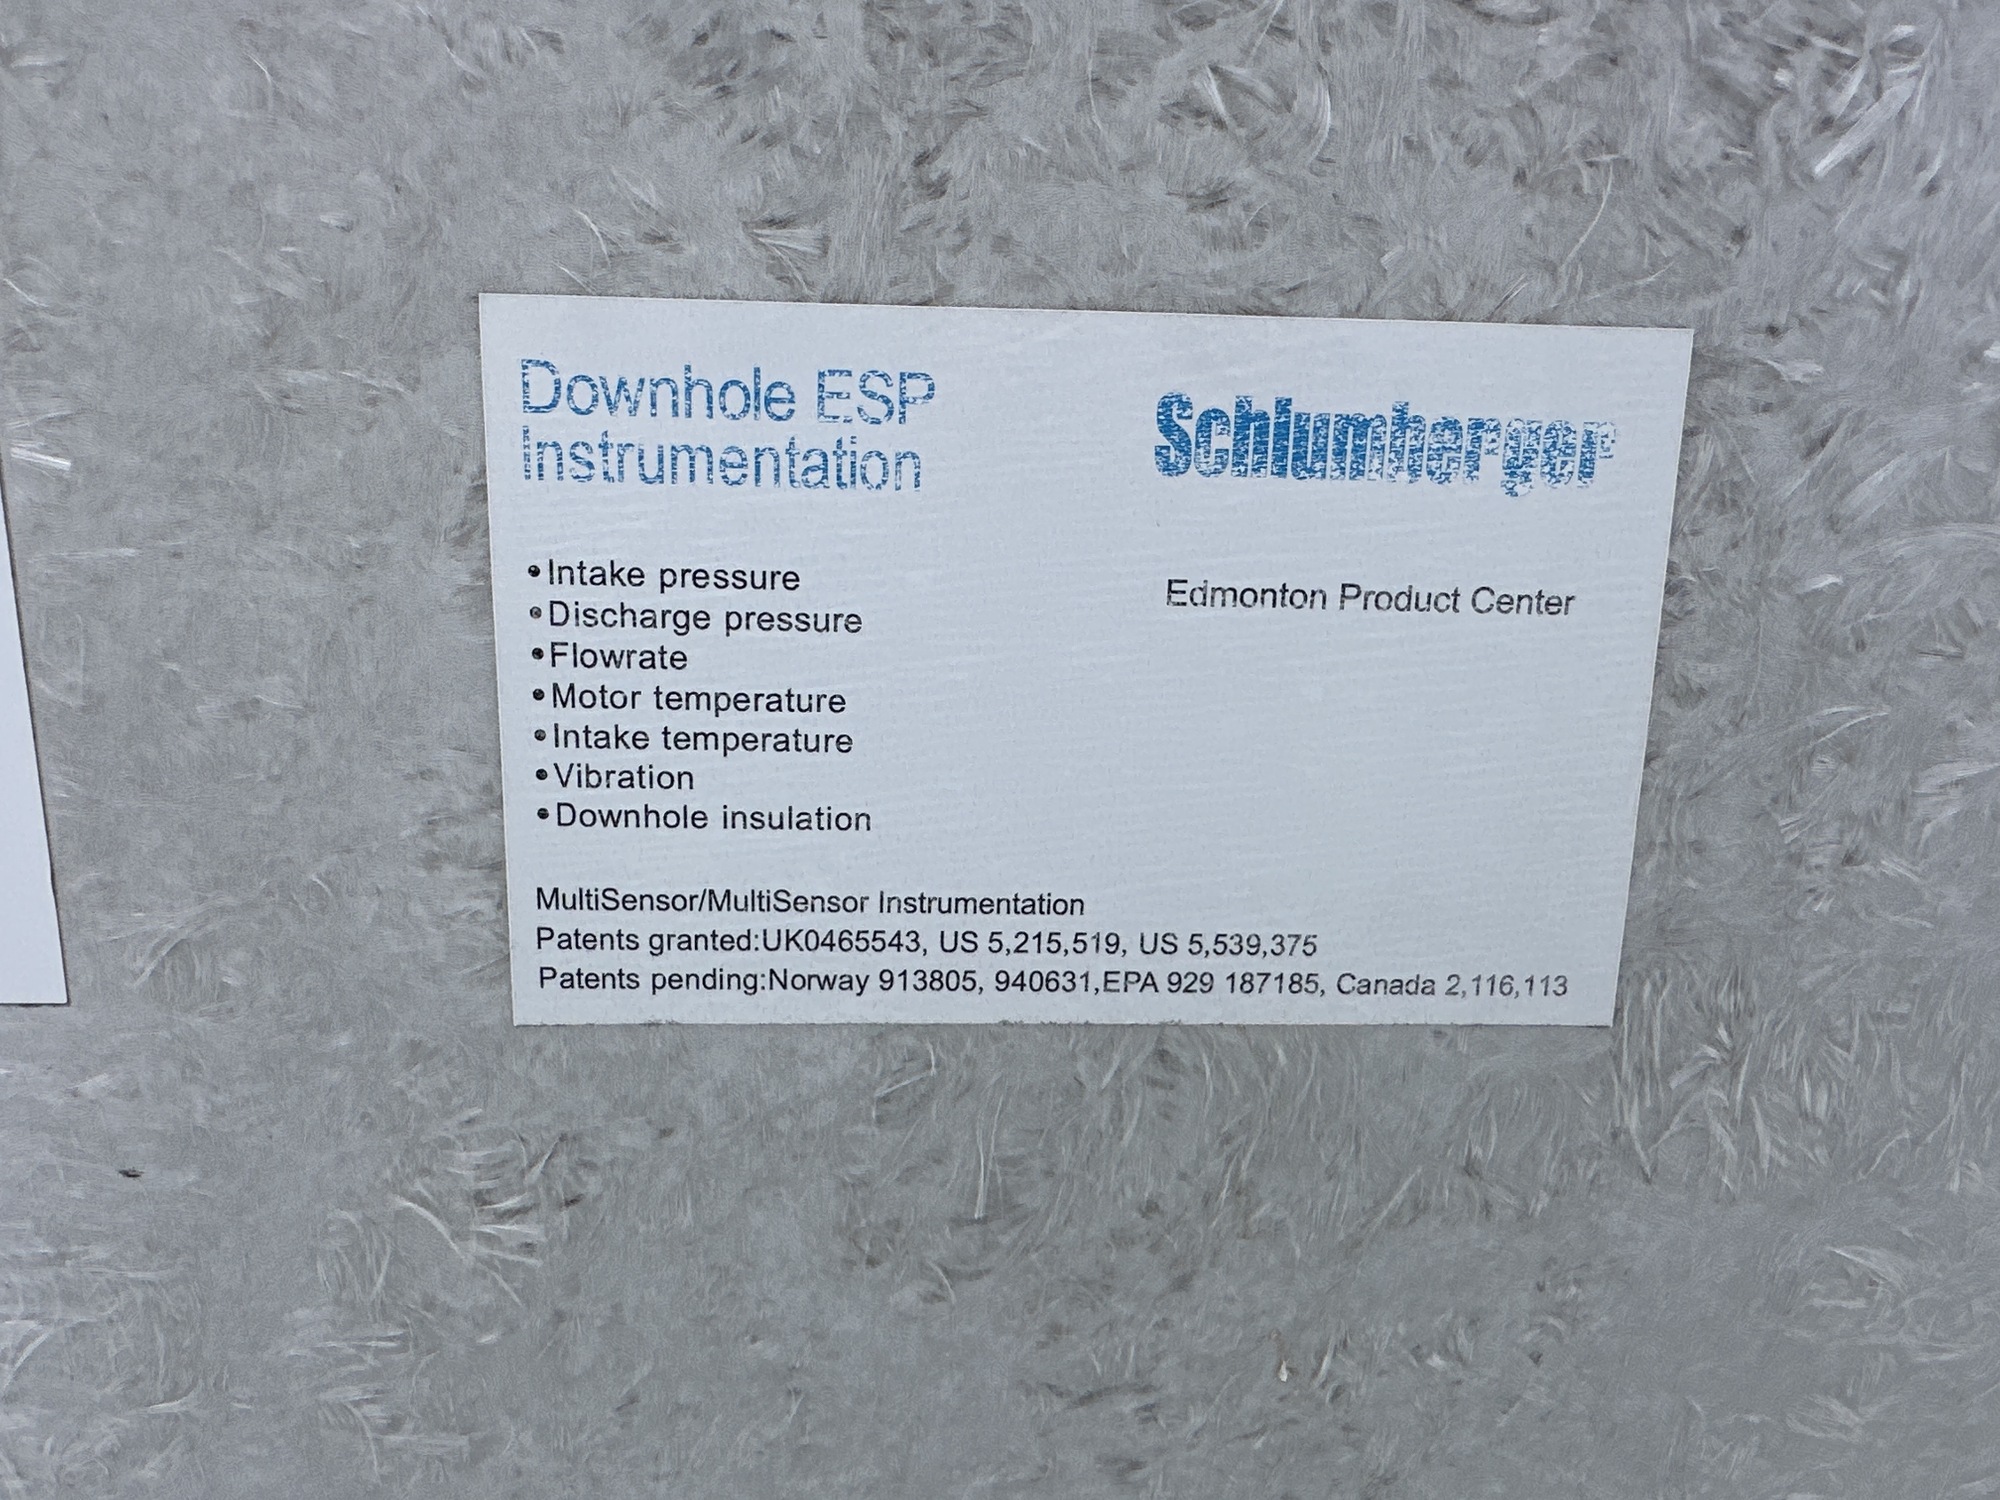 Downhole ESP
Instrumentation
Schlumberger
• Intake pressure
• Discharge pressure
• Flowrate
• Motor temperature
• Intake temperature
• Vibration
• Downhole insulation
Edmonton Product Center
MultiSensor/MultiSensor Instrumentation
Patents granted:UK0465543, US 5,215,519, US 5,539,375
Patents pending:Norway 913805, 940631,EPA 929 187185, Canada 2,116,113